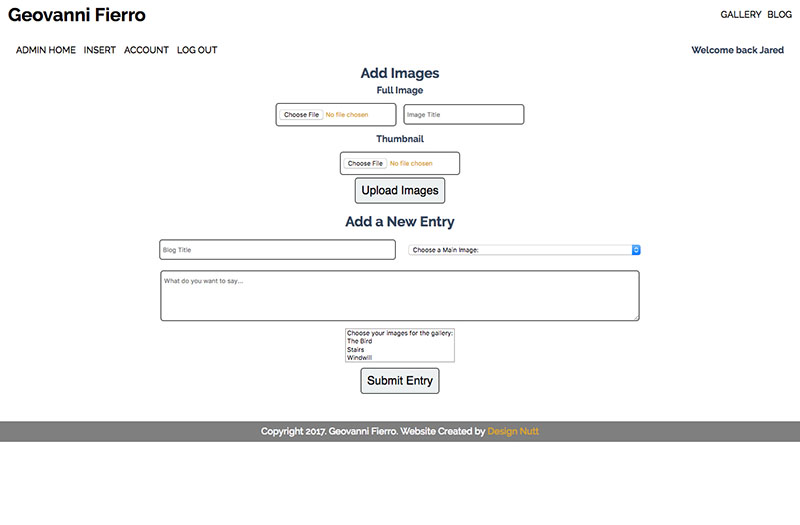 Geovanni Fierro
GALLERY BLOG
ADMIN HOME INSERT ACCOUNT LOG OUT
Welcome back Jared
Add Images
Full Image
Choose File No file chosen
Image Title
Thumbnail
Choose File No file chosen
Upload Images
Add a New Entry
Blog Title
Choose a Main Image:
What do you want to say...
Choose your images for the gallery:
The Bird
Stairs
Windwill
Submit Entry
Copyright 2017. Geovanni Fierro. Website Created by Design Nutt